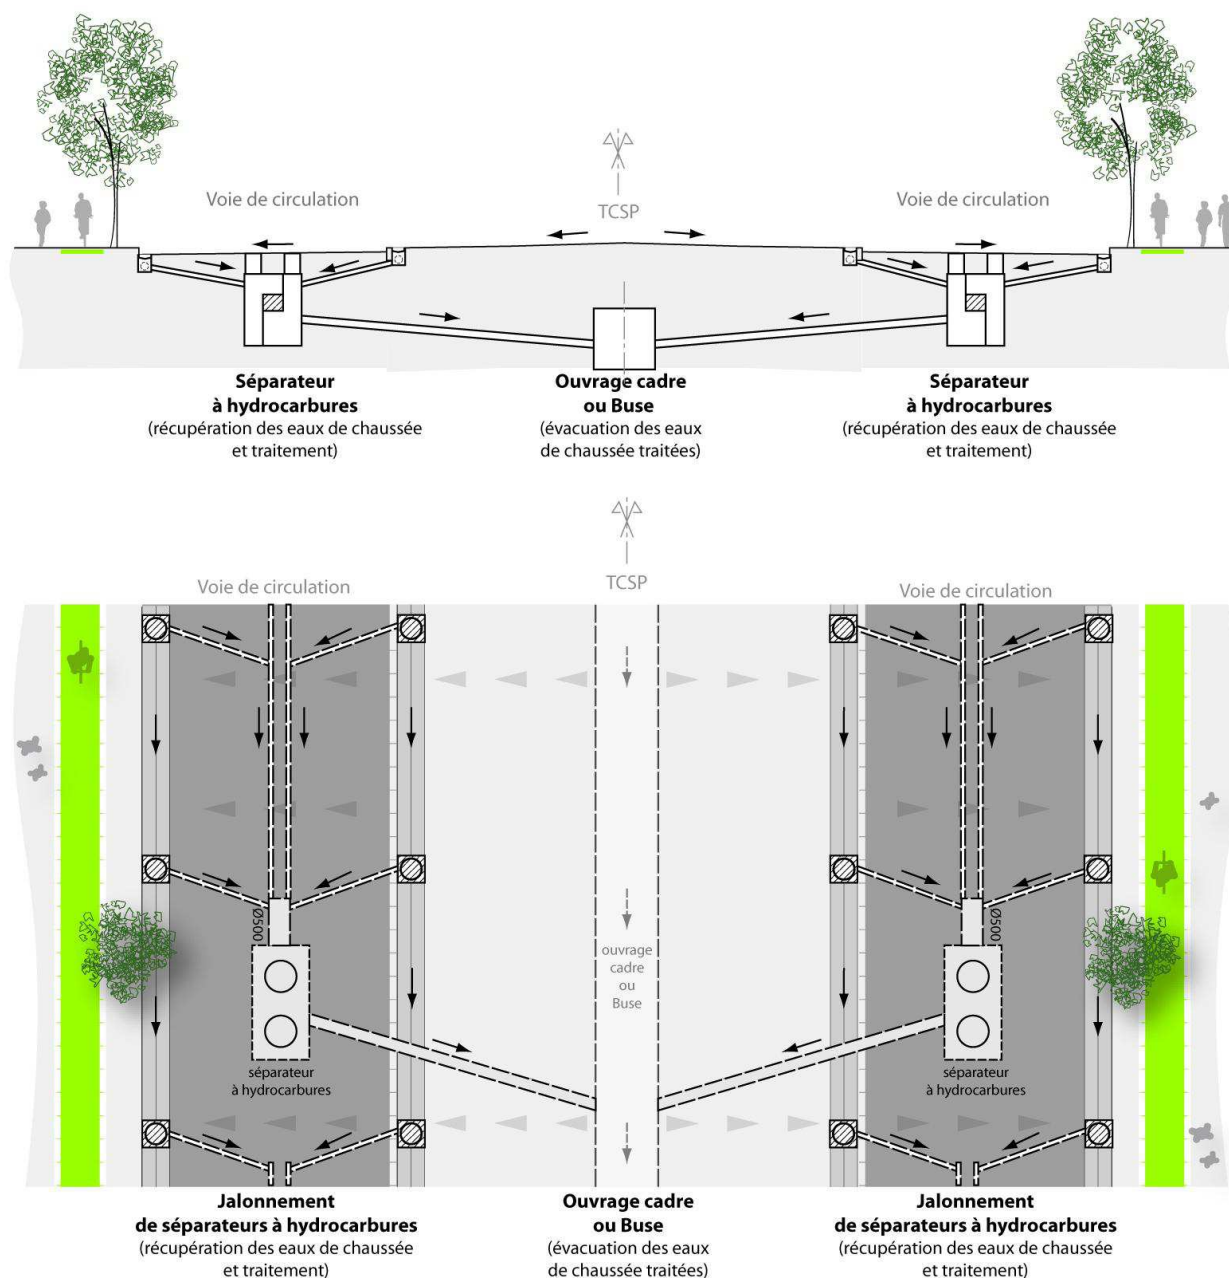 Voie de circulation
TCSP
Voie de circulation
Séparateur
à hydrocarbures
(récupération des eaux de chaussée
et traitement)
Ouvrage cadre
ou Buse
(évacuation des eaux
de chaussée traitées)
Séparateur
à hydrocarbures
(récupération des eaux de chaussée
et traitement)
Voie de circulation
TCSP
Voie de circulation
Ø500
séparateur
à hydrocarbures
ouvrage
cadre
ou
Buse
Ø500
séparateur
à hydrocarbures
Jalonnement
de séparateurs à hydrocarbures
(récupération des eaux de chaussée
et traitement)
Ouvrage cadre
ou Buse
(évacuation des eaux
de chaussée traitées)
Jalonnement
de séparateurs à hydrocarbures
(récupération des eaux de chaussée
et traitement)